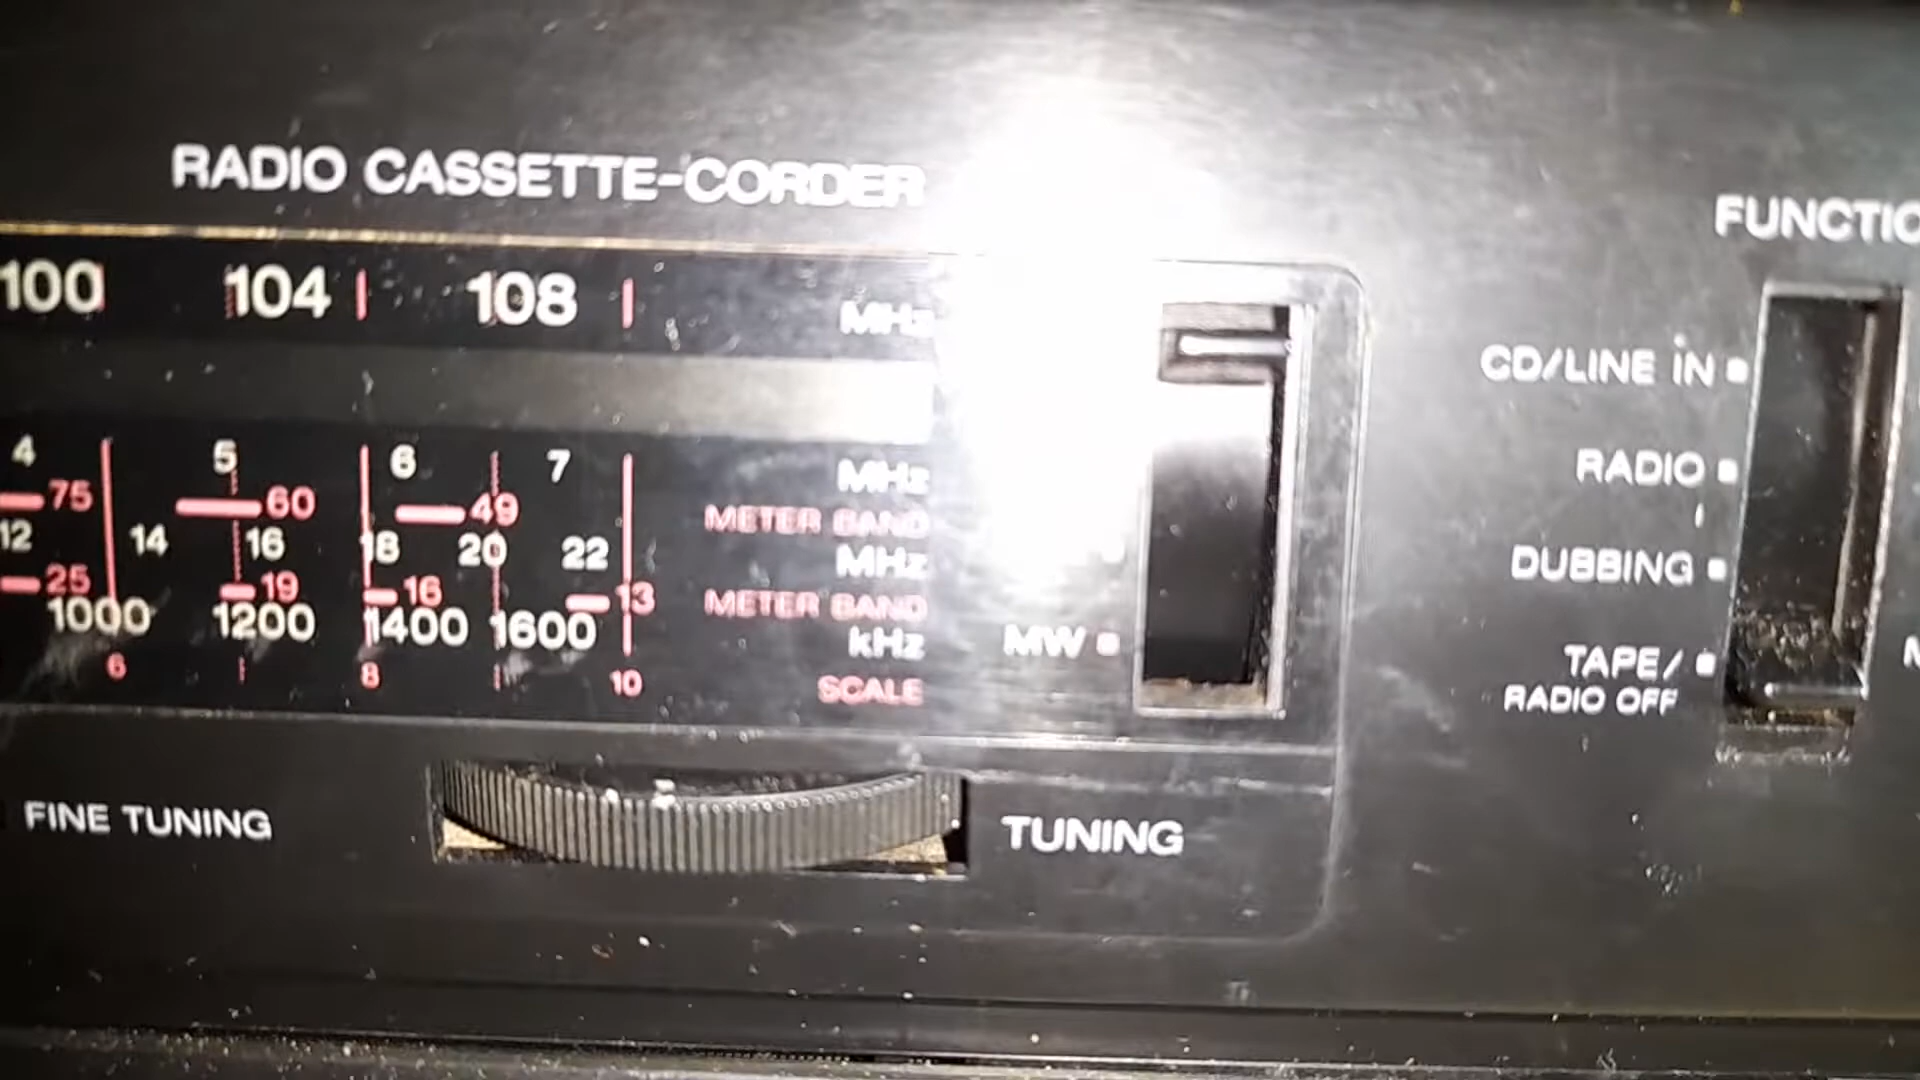 RADIO CASSETTE-CORDER
100 104 108 MHz
4 5 6 7 MHz
75 60 49 METER BAND
12 14 16 18 20 22 MHz
25 19 16 13 METER BAND
1000 1200 1400 1600 kHz
6 8 10 SCALE
MW
FINE TUNING
TUNING
CD/LINE IN
RADIO
DUBBING
TAPE/
RADIO OFF